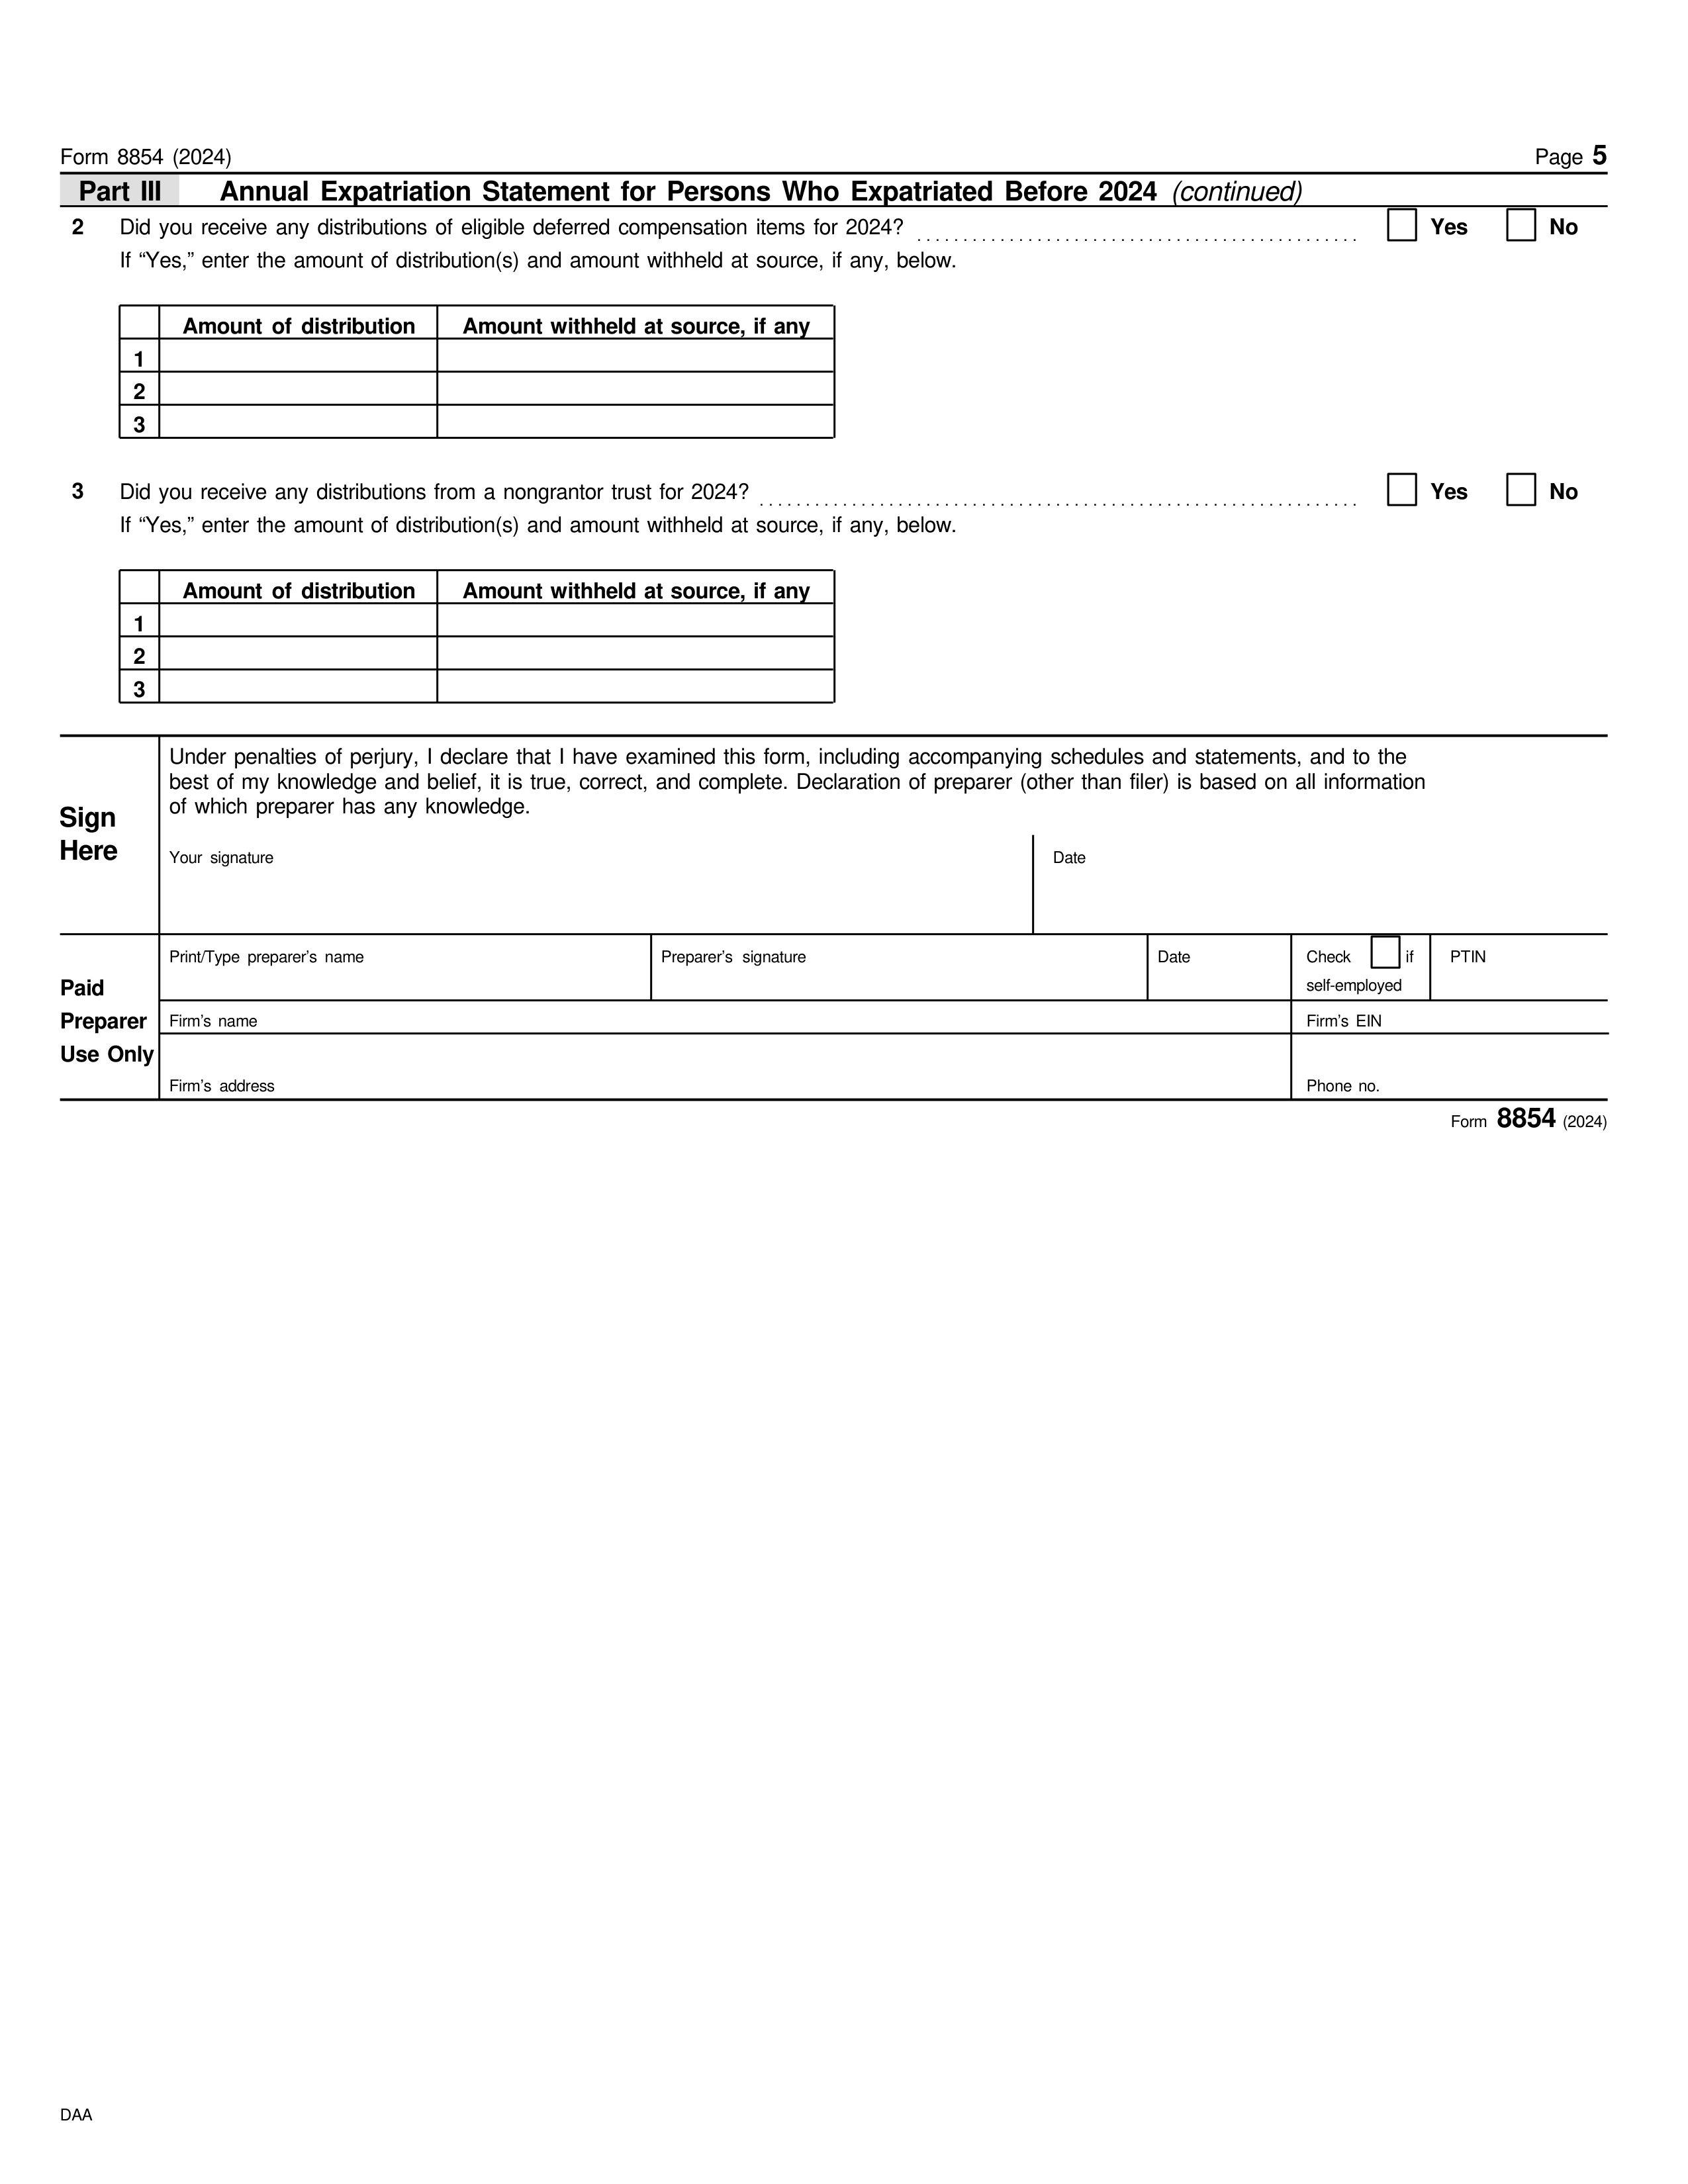 Form 8854 (2024) Page 5
Part III Annual Expatriation Statement for Persons Who Expatriated Before 2024 (continued)
2 Did you receive any distributions of eligible deferred compensation items for 2024? Yes No
If “Yes,” enter the amount of distribution(s) and amount withheld at source, if any, below.
Amount of distribution Amount withheld at source, if any
1
2
3
3 Did you receive any distributions from a nongrantor trust for 2024? Yes No
If “Yes,” enter the amount of distribution(s) and amount withheld at source, if any, below.
Amount of distribution Amount withheld at source, if any
1
2
3
Sign
Here
Under penalties of perjury, I declare that I have examined this form, including accompanying schedules and statements, and to the
best of my knowledge and belief, it is true, correct, and complete. Declaration of preparer (other than filer) is based on all information
of which preparer has any knowledge.
Your signature Date
Paid
Preparer
Use Only
Print/Type preparer’s name Preparer’s signature Date Check if PTIN
self-employed
Firm’s name Firm’s EIN
Firm’s address Phone no.
Form 8854 (2024)
DAA